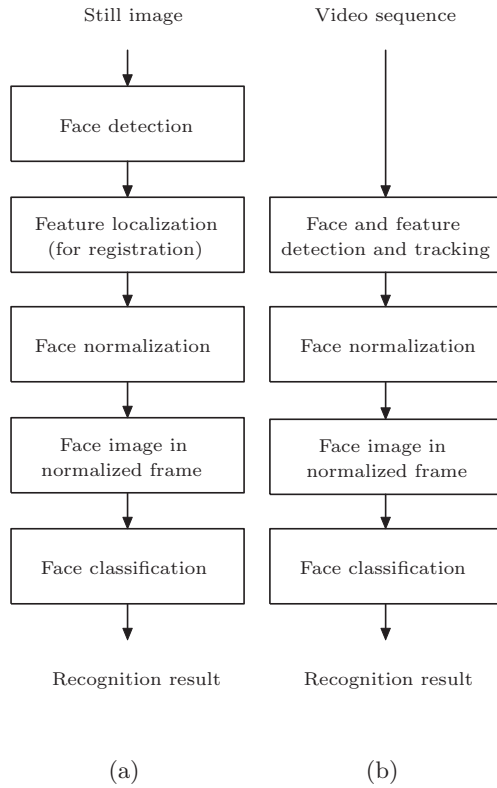 Still image
Face detection
Feature localization
(for registration)
Face normalization
Face image in
normalized frame
Face classification
Recognition result
(a)
Video sequence
Face and feature
detection and tracking
Face normalization
Face image in
normalized frame
Face classification
Recognition result
(b)